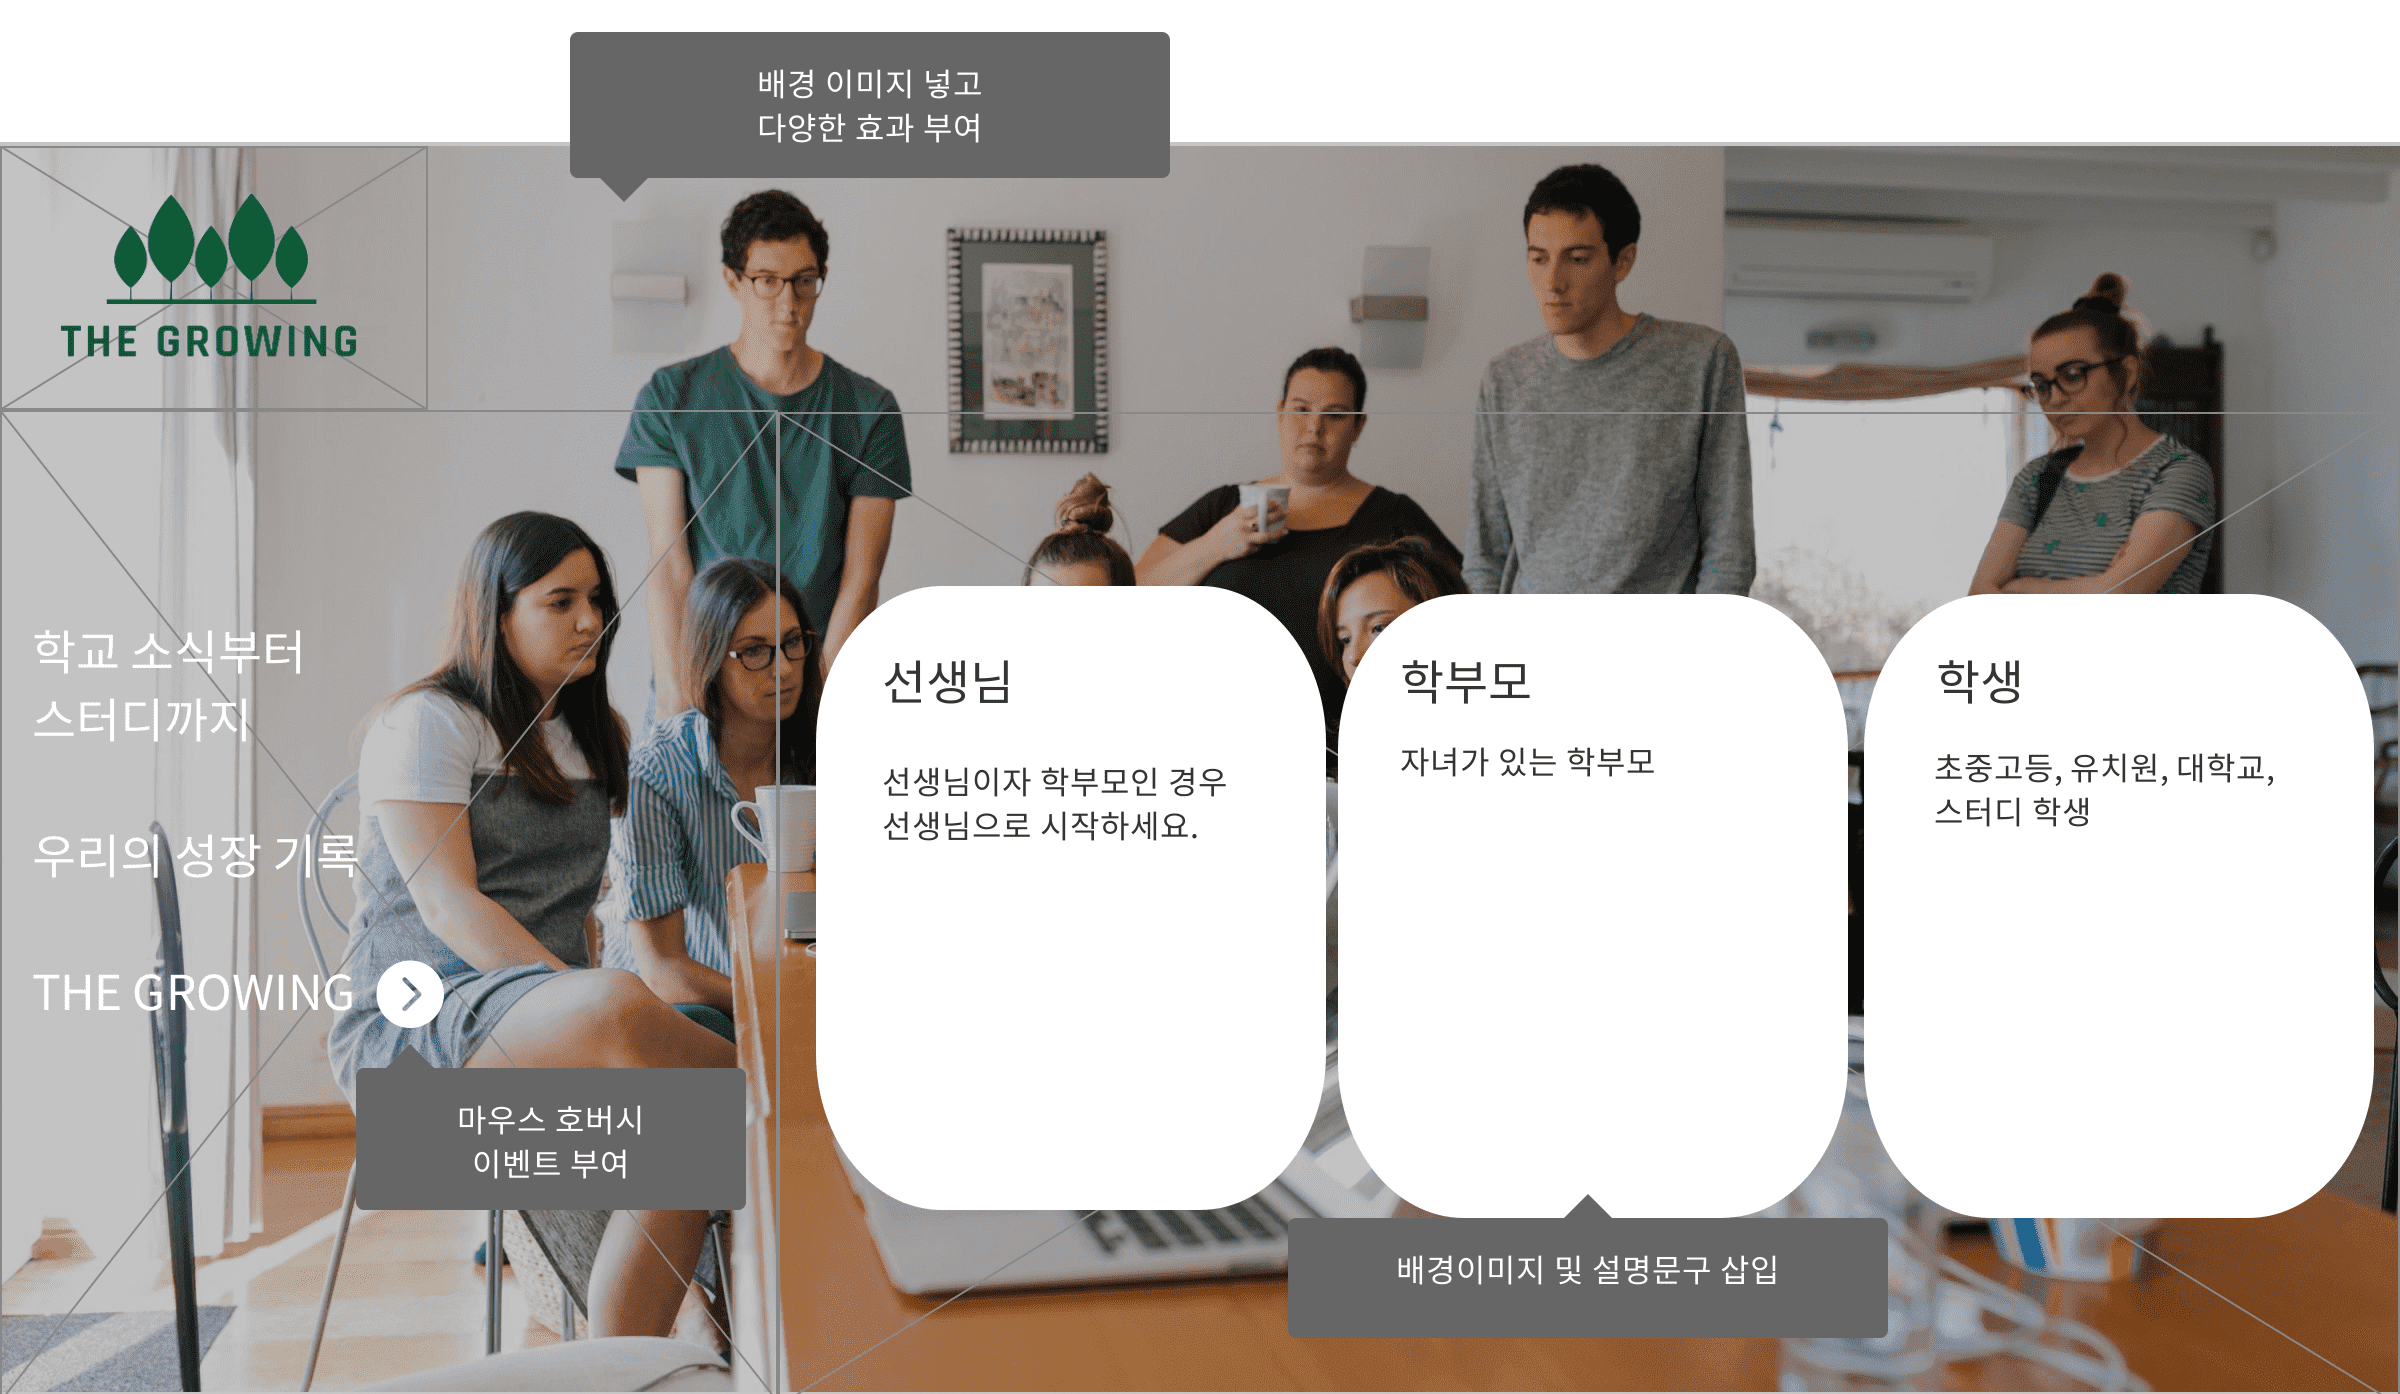 배경 이미지 넣고
다양한 효과 부여
THE GROWING
학교 소식부터
스터디까지
우리의 성장 기록
THE GROWING
마우스 호버시
이벤트 부여
선생님
선생님이자 학부모인 경우
선생님으로 시작하세요.
학부모
자녀가 있는 학부모
학생
초중고등, 유치원, 대학교,
스터디 학생
배경이미지 및 설명문구 삽입